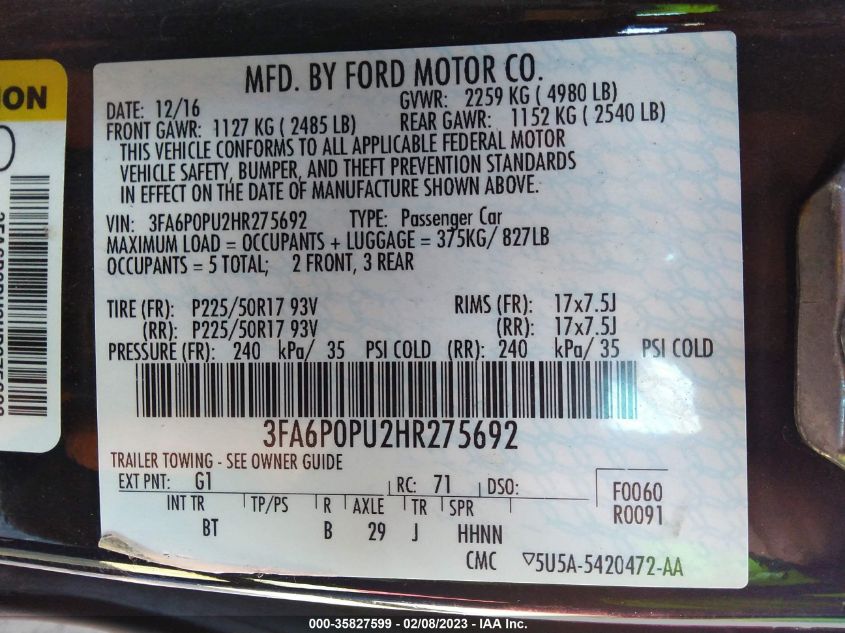 MFD. BY FORD MOTOR CO.
DATE: 12/16
GVWR: 2259 KG ( 4980 LB)
FRONT GAWR: 1127 KG ( 2485 LB)
REAR GAWR: 1152 KG ( 2540 LB)
THIS VEHICLE CONFORMS TO ALL APPLICABLE FEDERAL MOTOR
VEHICLE SAFETY, BUMPER, AND THEFT PREVENTION STANDARDS
IN EFFECT ON THE DATE OF MANUFACTURE SHOWN ABOVE.
VIN: 3FA6P0PU2HR275692 TYPE: Passenger Car
MAXIMUM LOAD = OCCUPANTS + LUGGAGE = 375KG/ 827LB
OCCUPANTS = 5 TOTAL; 2 FRONT, 3 REAR
TIRE (FR): P225/50R17 93V RIMS (FR): 17x7.5J
(RR): P225/50R17 93V (RR): 17x7.5J
PRESSURE (FR): 240 kPa/ 35 PSI COLD (RR): 240 kPa/ 35 PSI COLD
3FA6P0PU2HR275692
TRAILER TOWING - SEE OWNER GUIDE
EXT PNT: G1 RC: 71 DSO:
F0060
R0091
INT TR TP/PS R AXLE TR SPR
BT B 29 J HHNN
CMC ▽5U5A-5420472-AA
000-35827599 - 02/08/2023 - IAA Inc.